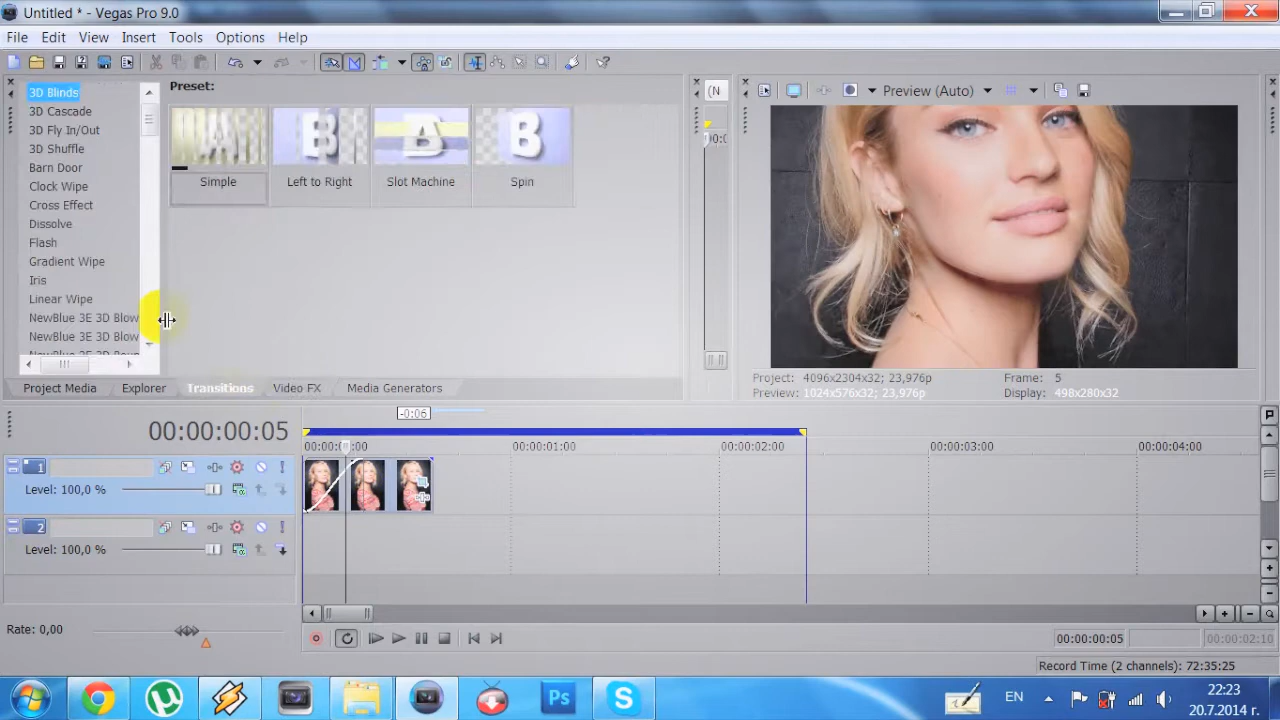 Untitled * - Vegas Pro 9.0
File Edit View Insert Tools Options Help
3D Blinds
3D Cascade
3D Fly In/Out
3D Shuffle
Barn Door
Clock Wipe
Cross Effect
Dissolve
Flash
Gradient Wipe
Iris
Linear Wipe
NewBlue 3E 3D Blow
NewBlue 3E 3D Blow
Preset:
Simple Left to Right Slot Machine Spin
(N
Preview (Auto)
Project: 4096x2304x32; 23,976p Frame: 5
Preview: 1024x576x32; 23,976p Display: 498x280x32
Project Media Explorer Transitions Video FX Media Generators
-0:06
00:00:00:05
00:00:01:00 00:00:02:00 00:00:03:00 00:00:04:00
1
Level: 100,0 %
2
Level: 100,0 %
Rate: 0,00
00:00:00:05 00:00:02:10
Record Time (2 channels): 72:35:25
Ps
EN
22:23
20.7.2014 г.